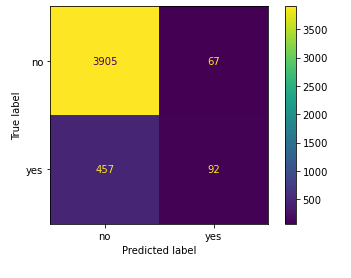 no
3905
67
yes
457
92
no
yes
Predicted label
True label
3500
3000
2500
2000
1500
1000
500